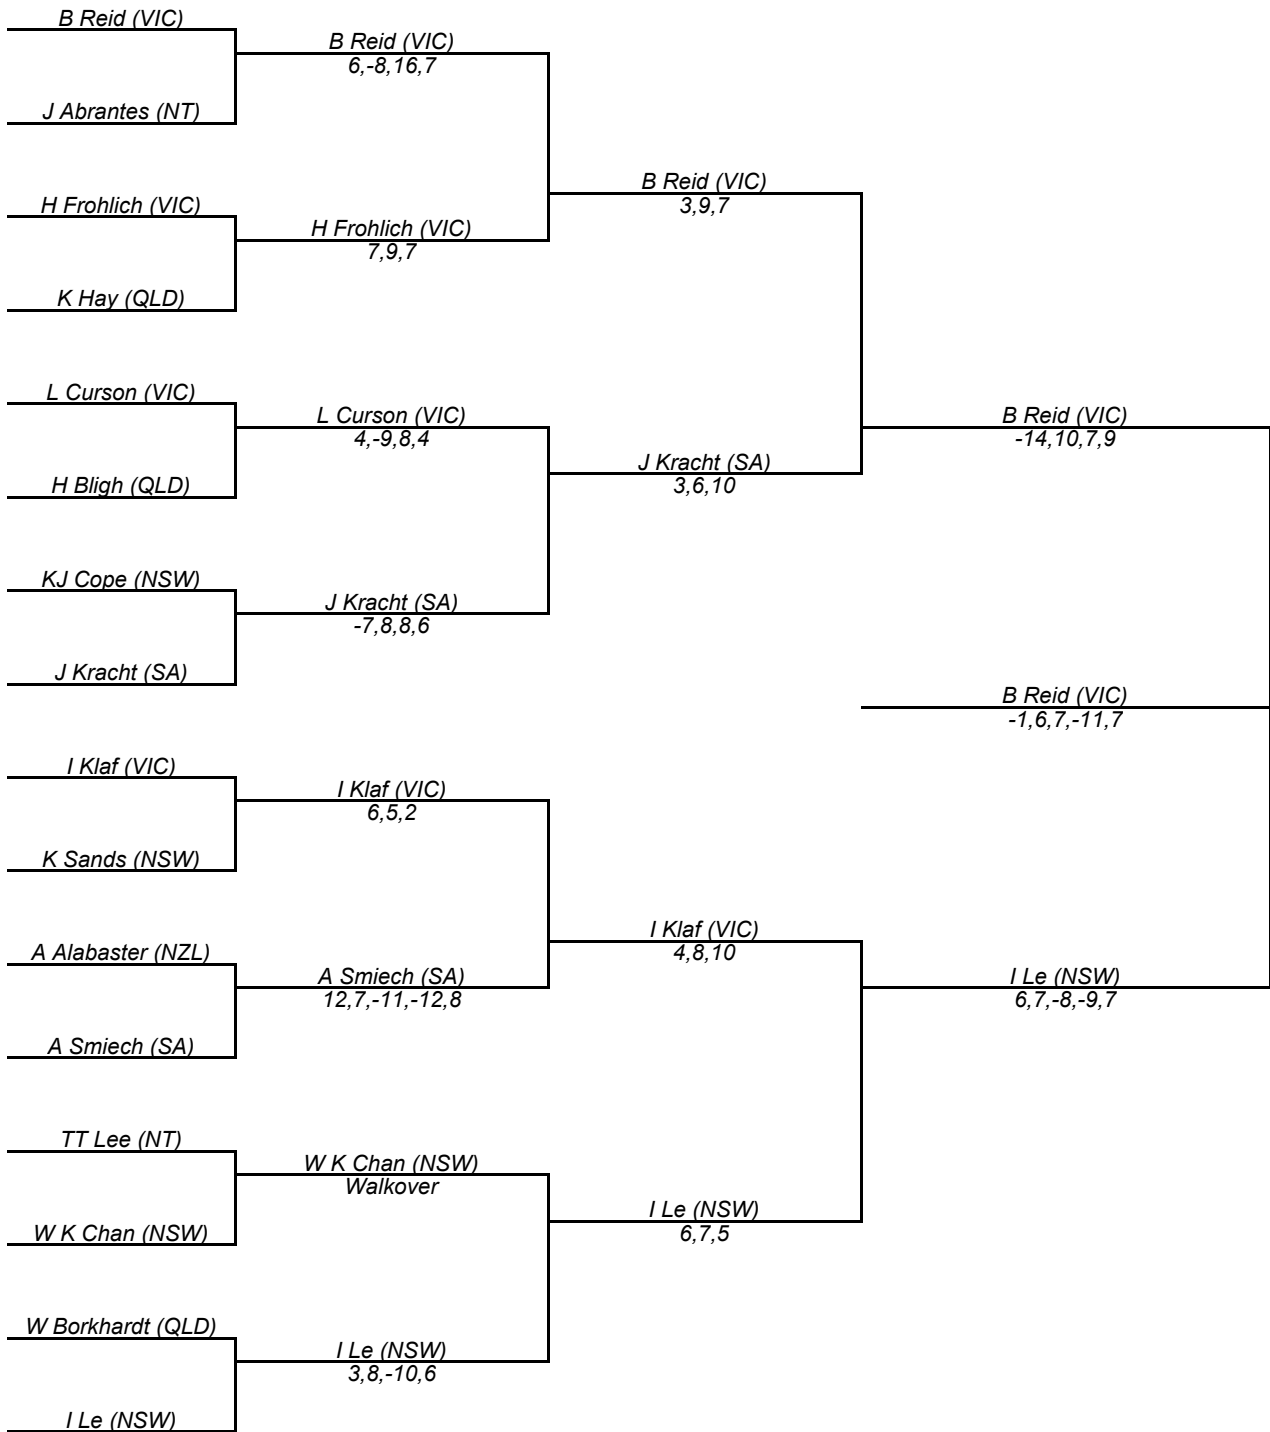 B Reid (VIC)
B Reid (VIC)
6,-8,16,7
J Abrantes (NT)
B Reid (VIC)
3,9,7
H Frohlich (VIC)
H Frohlich (VIC)
7,9,7
K Hay (QLD)
L Curson (VIC)
L Curson (VIC)
4,-9,8,4
B Reid (VIC)
-14,10,7,9
J Kracht (SA)
3,6,10
H Bligh (QLD)
KJ Cope (NSW)
J Kracht (SA)
-7,8,8,6
J Kracht (SA)
B Reid (VIC)
-1,6,7,-11,7
I Klaf (VIC)
I Klaf (VIC)
6,5,2
K Sands (NSW)
I Klaf (VIC)
4,8,10
A Alabaster (NZL)
A Smiech (SA)
12,7,-11,-12,8
I Le (NSW)
6,7,-8,-9,7
A Smiech (SA)
TT Lee (NT)
W K Chan (NSW)
Walkover
I Le (NSW)
6,7,5
W K Chan (NSW)
W Borkhardt (QLD)
I Le (NSW)
3,8,-10,6
I Le (NSW)